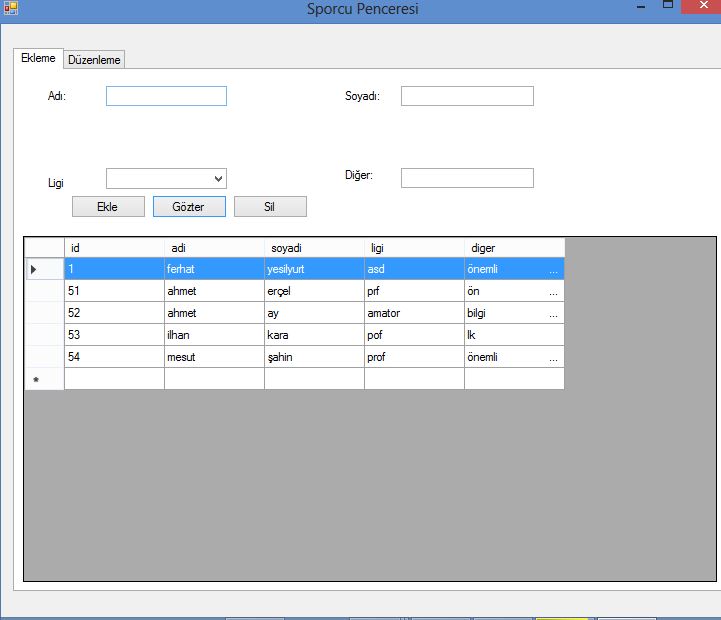 Sporcu Penceresi
Ekleme Düzenleme
Adı: Soyadı:
Ligi Diğer:
Ekle Gözter Sil
id adi soyadi ligi diger
1 ferhat yesilyurt asd önemli ...
51 ahmet erçel prf ön ...
52 ahmet ay amator bilgi ...
53 ilhan kara pof lk
54 mesut şahin prof önemli ...